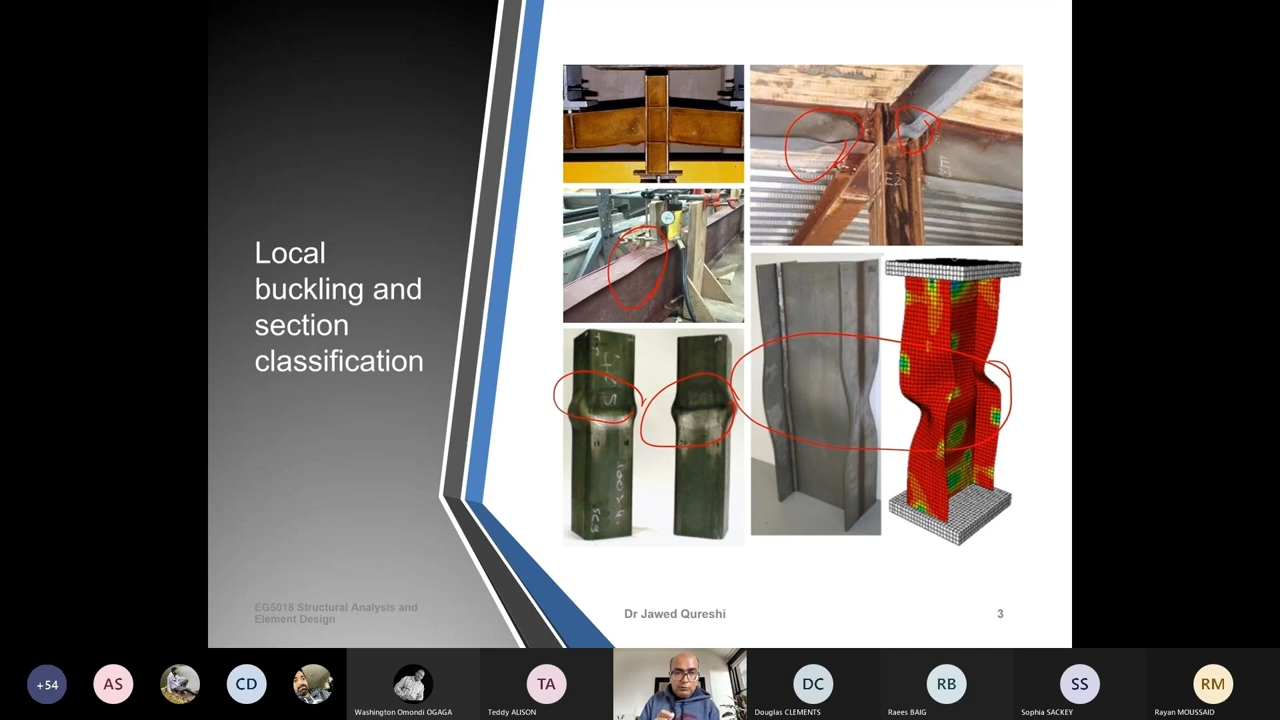 Local
buckling and
section
classification
E2
EG5018 Structural Analysis and
Element Design
Dr Jawed Qureshi
3
+54
AS
CD
TA
DC
RB
SS
RM
Washington Omondi OGAGA
Teddy ALISON
Douglas CLEMENTS
Raees BAIG
Sophia SACKEY
Rayan MOUSSAID